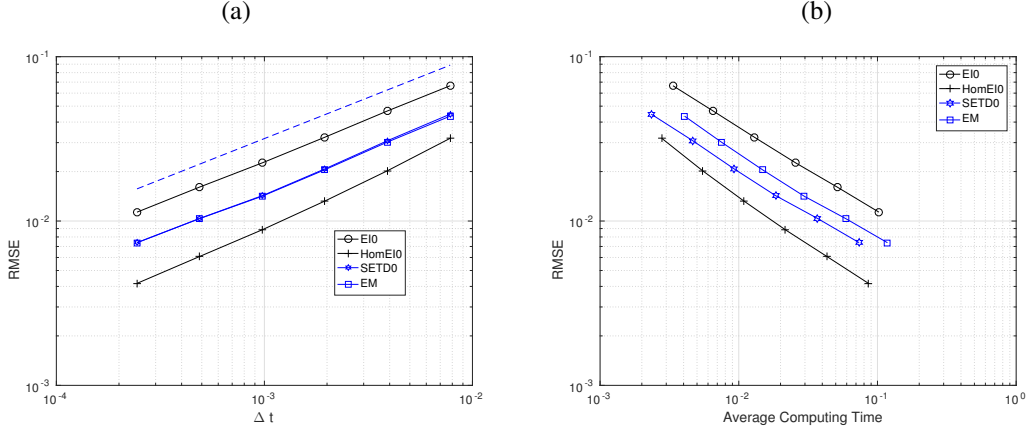 (a)
10^-1
10^-2
10^-3
10^-4
10^-3
10^-2
RMSE
Δ t
EI0
HomEI0
SETD0
EM
(b)
10^-1
10^-2
10^-3
10^-3
10^-2
10^-1
10^0
RMSE
Average Computing Time
EI0
HomEI0
SETD0
EM